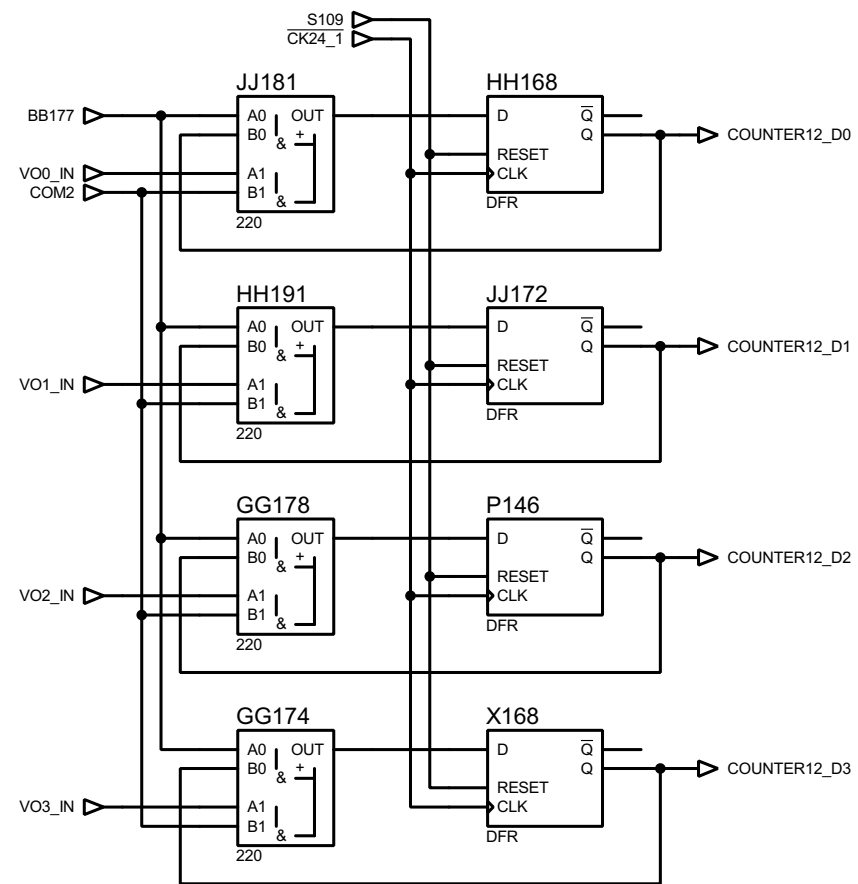 S109
CK24_1
JJ181
HH168
BB177
A0 OUT
B0 +
&
VO0_IN
A1
COM2
B1
&
220
D Q
Q
RESET
CLK
DFR
COUNTER12_D0
HH191
JJ172
A0 OUT
B0 +
&
VO1_IN
A1
B1
&
220
D Q
Q
RESET
CLK
DFR
COUNTER12_D1
GG178
P146
A0 OUT
B0 +
&
VO2_IN
A1
B1
&
220
D Q
Q
RESET
CLK
DFR
COUNTER12_D2
GG174
X168
A0 OUT
B0 +
&
VO3_IN
A1
B1
&
220
D Q
Q
RESET
CLK
DFR
COUNTER12_D3